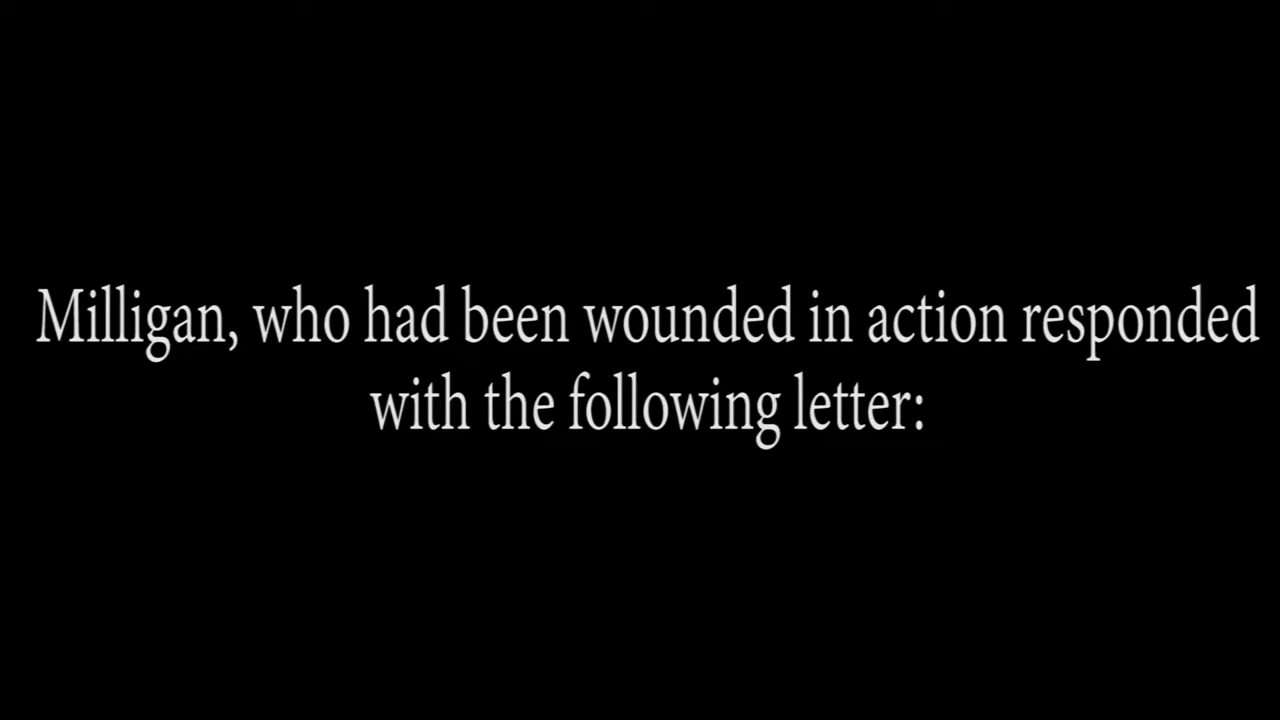 Milligan, who had been wounded in action responded
with the following letter: